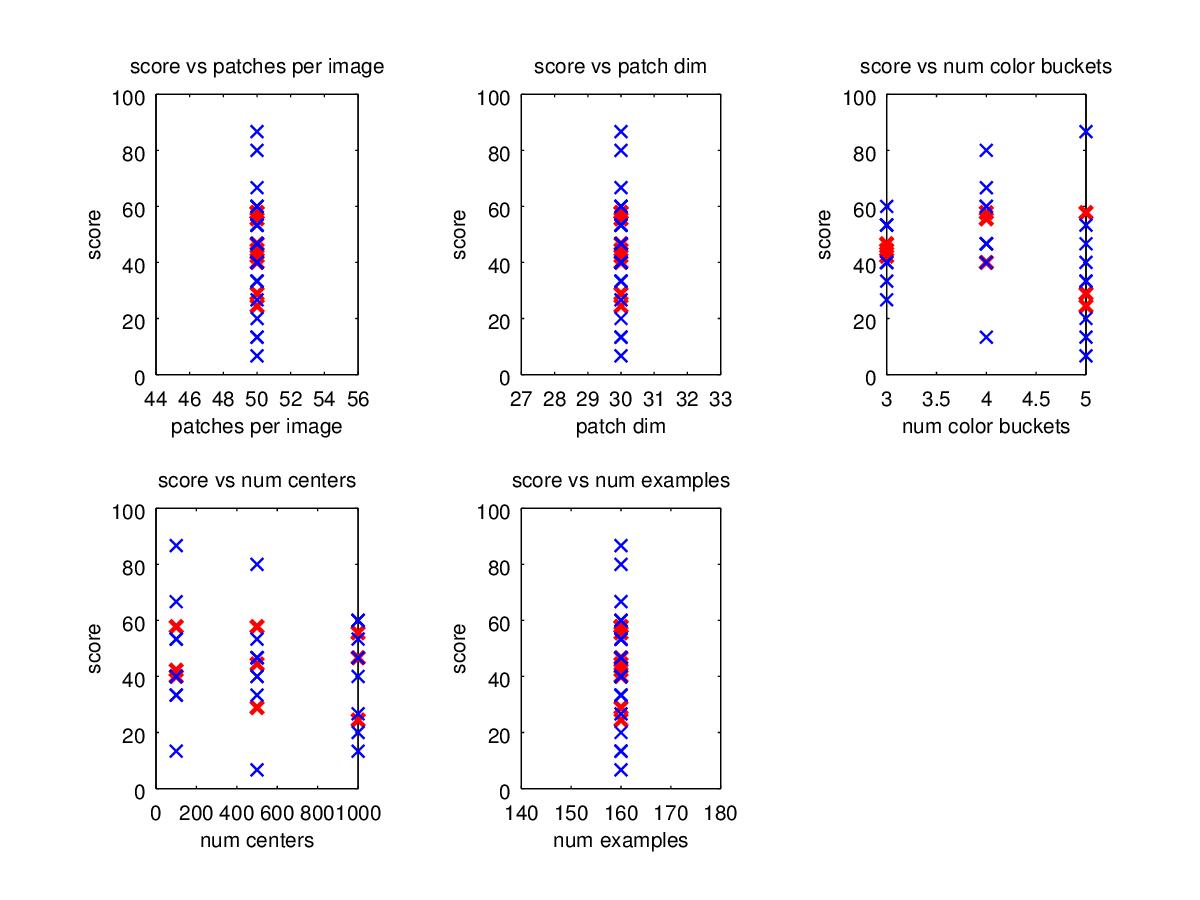 score vs patches per image
score vs patch dim
score vs num color buckets
100
80
60
40
20
0
score
44 46 48 50 52 54 56
patches per image
100
80
60
40
20
0
score
27 28 29 30 31 32 33
patch dim
100
80
60
40
20
0
score
3 3.5 4 4.5 5
num color buckets
score vs num centers
score vs num examples
100
80
60
40
20
0
score
0 200 400 600 800 1000
num centers
100
80
60
40
20
0
score
140 150 160 170 180
num examples